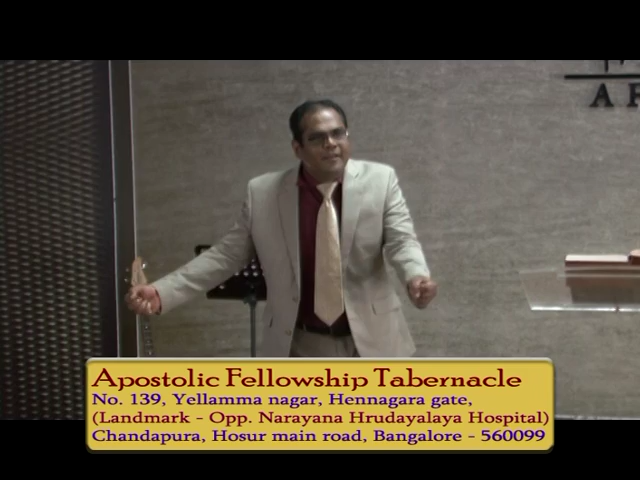 AF
Apostolic Fellowship Tabernacle
No. 139, Yellamma nagar, Hennagara gate,
(Landmark - Opp. Narayana Hrudayalaya Hospital)
Chandapura, Hosur main road, Bangalore - 560099